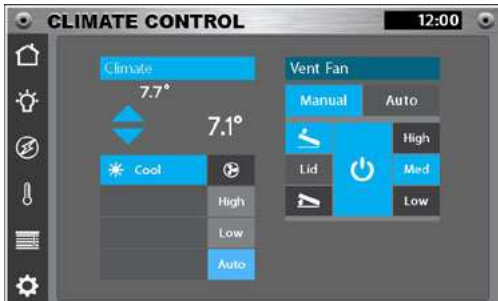 CLIMATE CONTROL 12:00
Climate
7.7°
7.1°
Cool
High
Low
Auto
Vent Fan
Manual Auto
High
Lid Med
Low